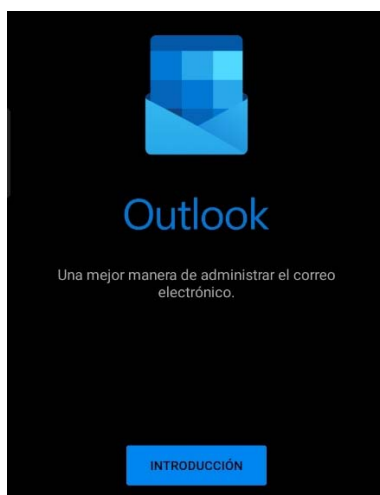 Outlook
Una mejor manera de administrar el correo
electrónico.
INTRODUCCIÓN